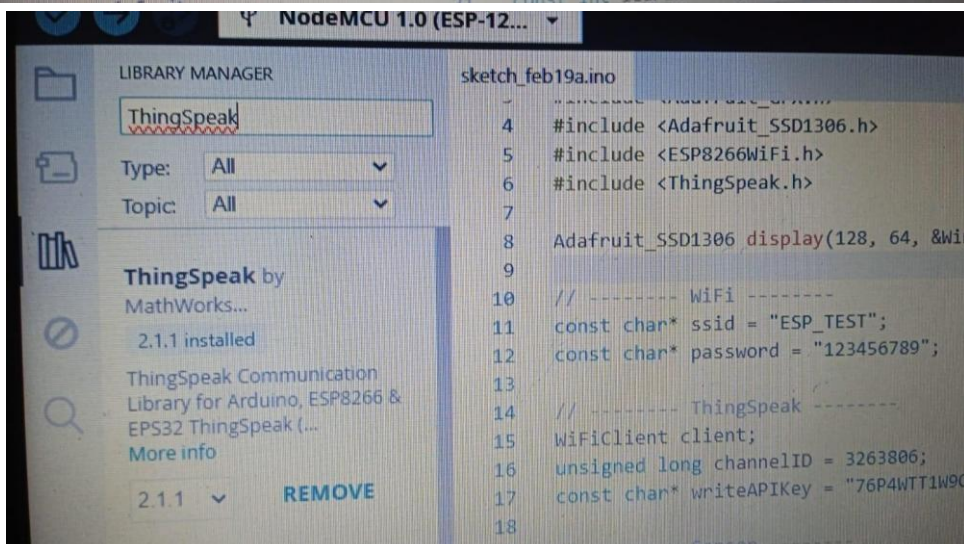 NodeMCU 1.0 (ESP-12...
LIBRARY MANAGER
ThingSpeak
Type: All
Topic: All
ThingSpeak by
MathWorks...
2.1.1 installed
ThingSpeak Communication
Library for Arduino, ESP8266 &
EPS32 ThingSpeak (...
More info
2.1.1
REMOVE
sketch_feb19a.ino
4 #include <Adafruit_SSD1306.h>
5 #include <ESP8266WiFi.h>
6 #include <ThingSpeak.h>
7
8 Adafruit_SSD1306 display(128, 64, &Wi
9
10 // -------- WiFi --------
11 const char* ssid = "ESP_TEST";
12 const char* password = "123456789";
13
14 // -------- ThingSpeak --------
15 WiFiClient client;
16 unsigned long channelID = 3263806;
17 const char* writeAPIKey = "76P4WTT1W9
18